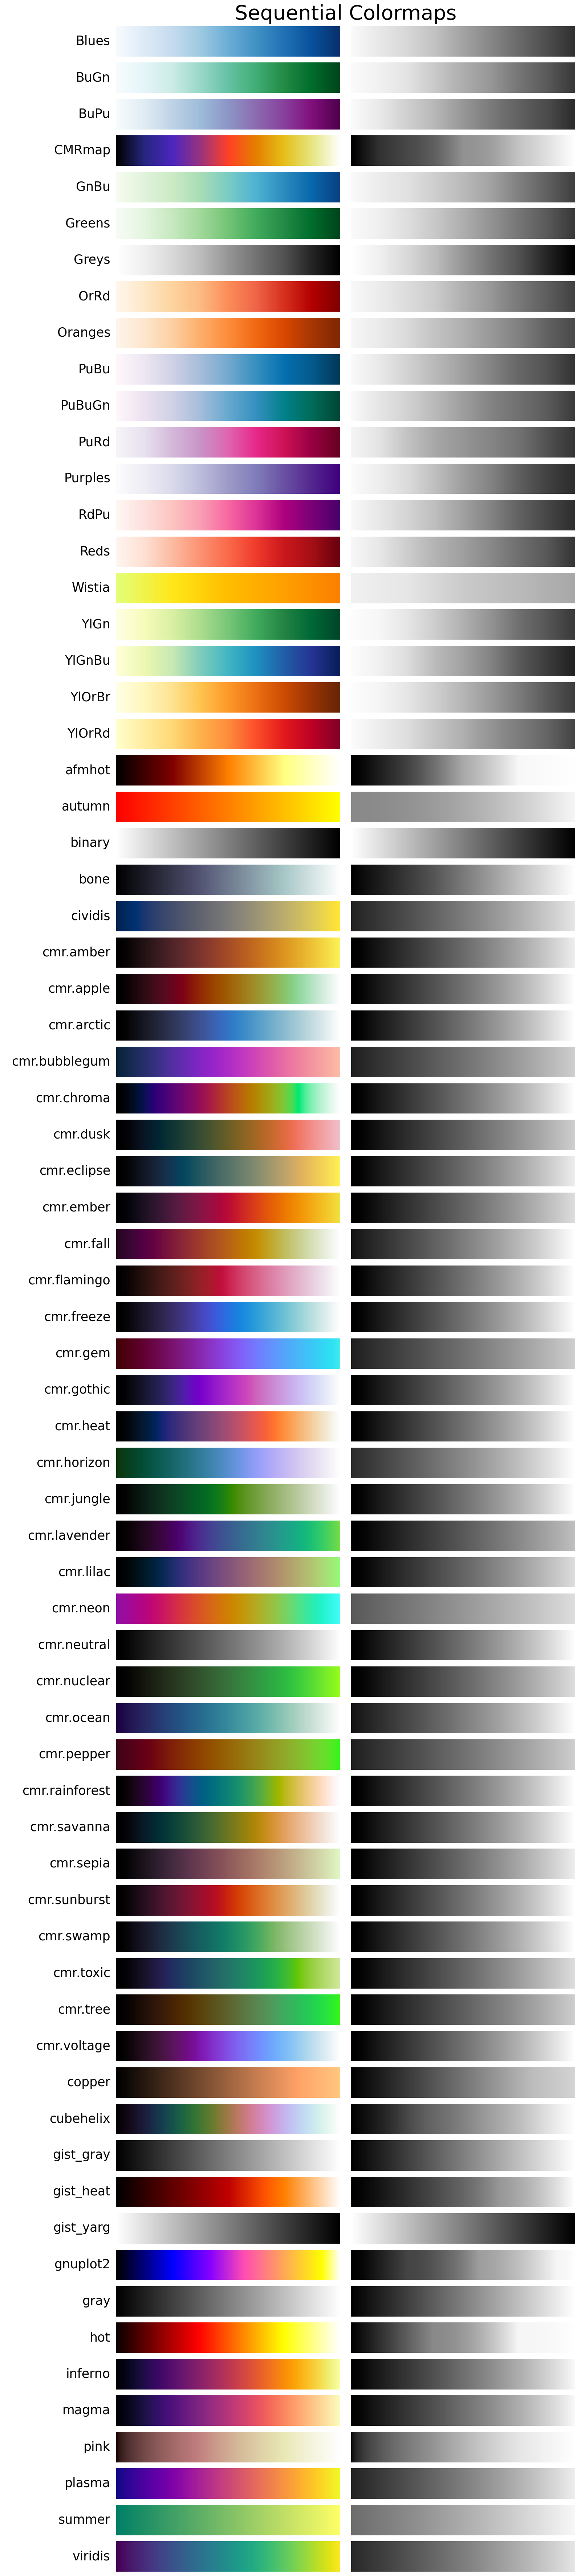 Sequential Colormaps
Blues
BuGn
BuPu
CMRmap
GnBu
Greens
Greys
OrRd
Oranges
PuBu
PuBuGn
PuRd
Purples
RdPu
Reds
Wistia
YlGn
YlGnBu
YlOrBr
YlOrRd
afmhot
autumn
binary
bone
cividis
cmr.amber
cmr.apple
cmr.arctic
cmr.bubblegum
cmr.chroma
cmr.dusk
cmr.eclipse
cmr.ember
cmr.fall
cmr.flamingo
cmr.freeze
cmr.gem
cmr.gothic
cmr.heat
cmr.horizon
cmr.jungle
cmr.lavender
cmr.lilac
cmr.neon
cmr.neutral
cmr.nuclear
cmr.ocean
cmr.pepper
cmr.rainforest
cmr.savanna
cmr.sepia
cmr.sunburst
cmr.swamp
cmr.toxic
cmr.tree
cmr.voltage
copper
cubehelix
gist_gray
gist_heat
gist_yarg
gnuplot2
gray
hot
inferno
magma
pink
plasma
summer
viridis